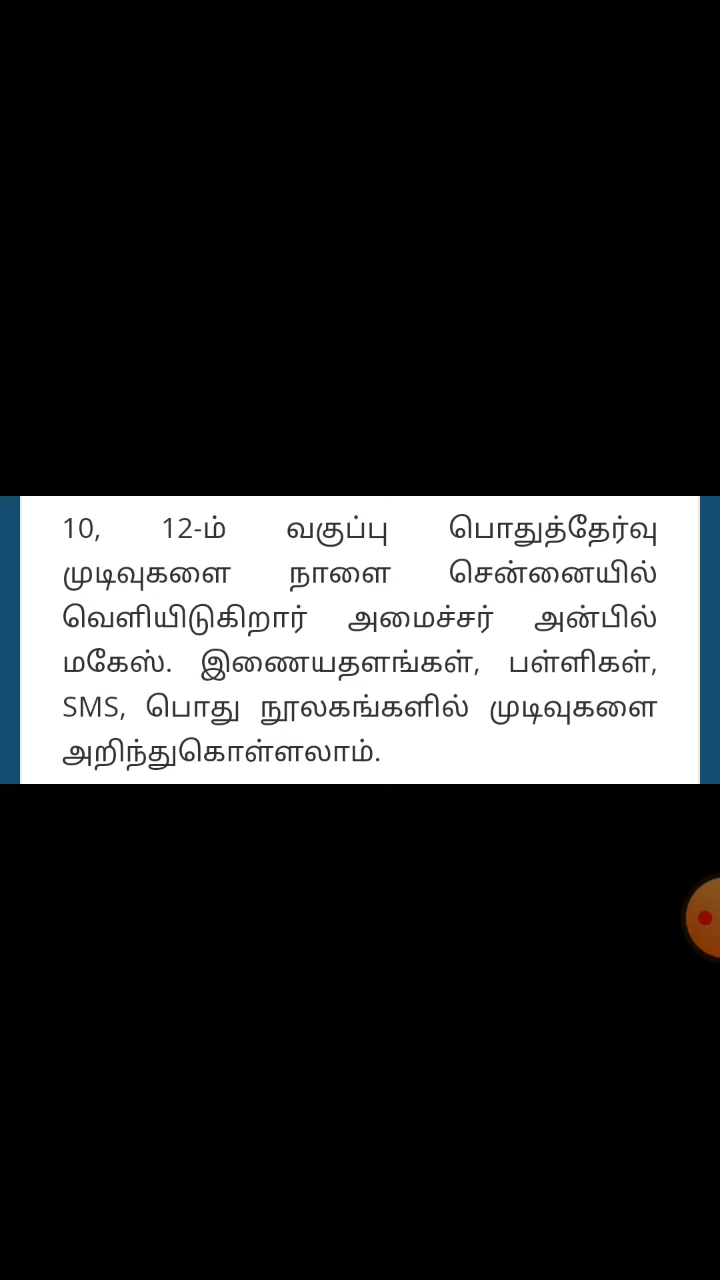 10, 12-ம் வகுப்பு பொதுத்தேர்வு
முடிவுகளை நாளை சென்னையில்
வெளியிடுகிறார் அமைச்சர் அன்பில்
மகேஸ். இணையதளங்கள், பள்ளிகள்,
SMS, பொது நூலகங்களில் முடிவுகளை
அறிந்துகொள்ளலாம்.